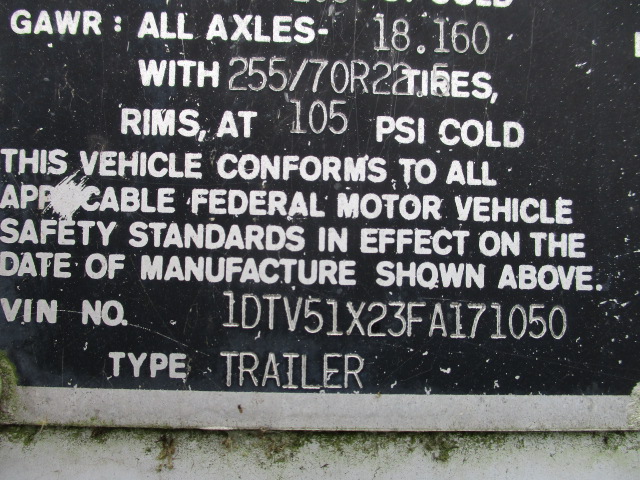 GAWR: ALL AXLES- 18.160
WITH 255/70R22.5 TIRES,
RIMS, AT 105 PSI COLD
THIS VEHICLE CONFORMS TO ALL
APPLICABLE FEDERAL MOTOR VEHICLE
SAFETY STANDARDS IN EFFECT ON THE
DATE OF MANUFACTURE SHOWN ABOVE.
VIN NO. 1DTV51X23FA171050
TYPE TRAILER